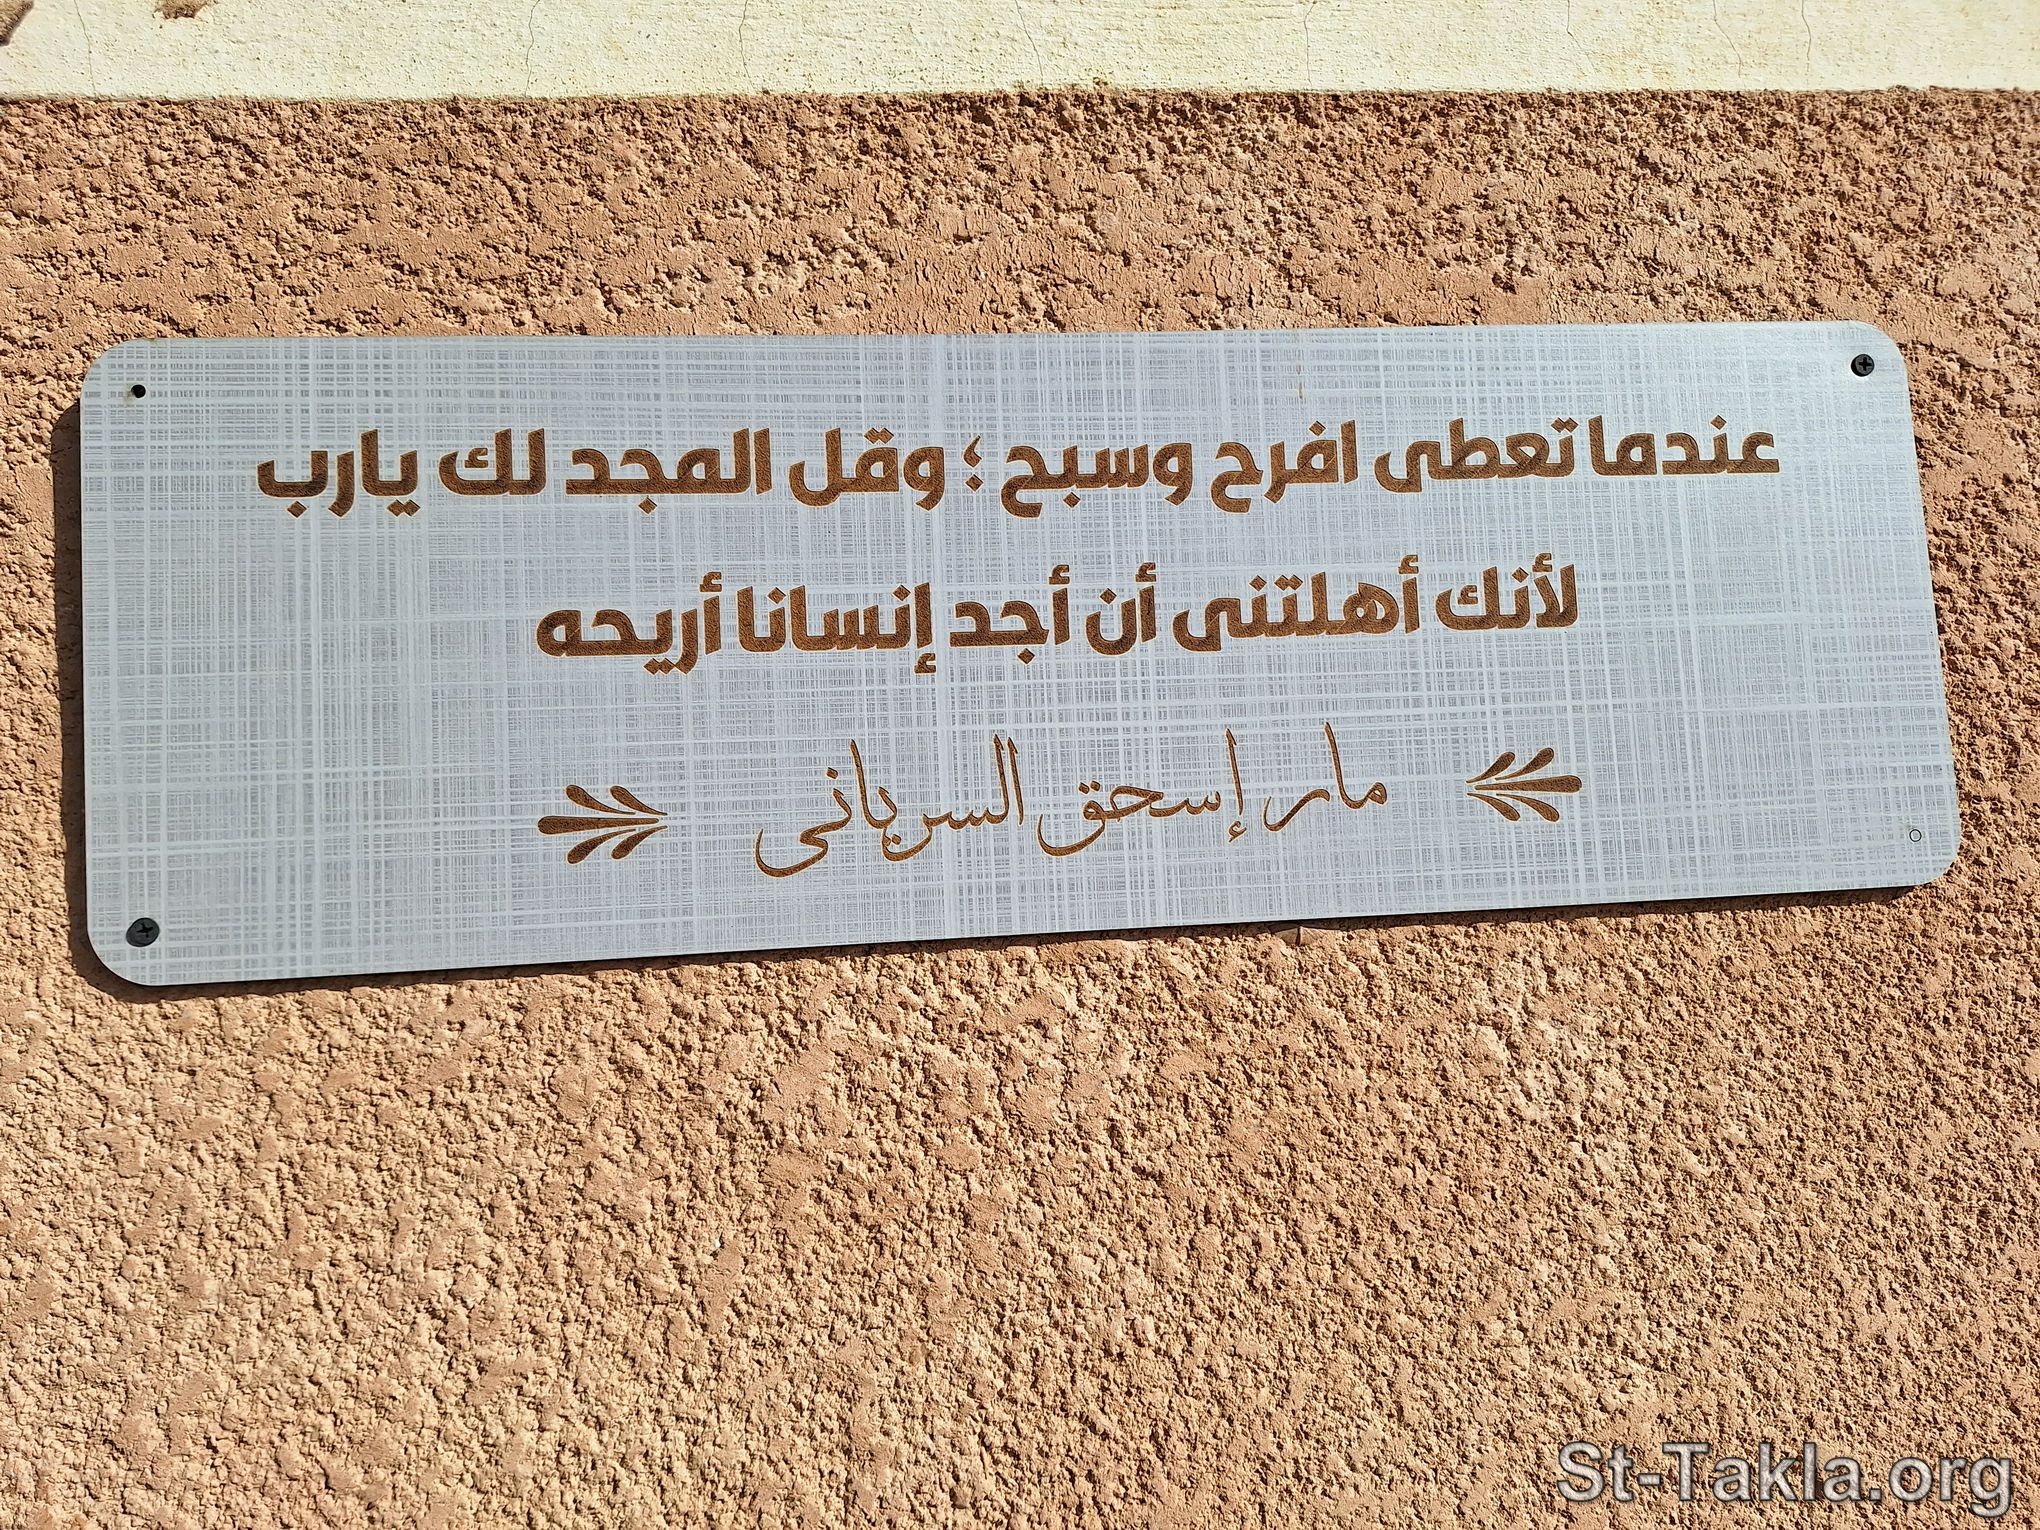 عندما تعطى افرح وسبح ؛ وقل المجد لك يارب
لأنك أهلتنى أن أجد إنسانا أريحه
مار إسحق السريانى
St-Takla.org